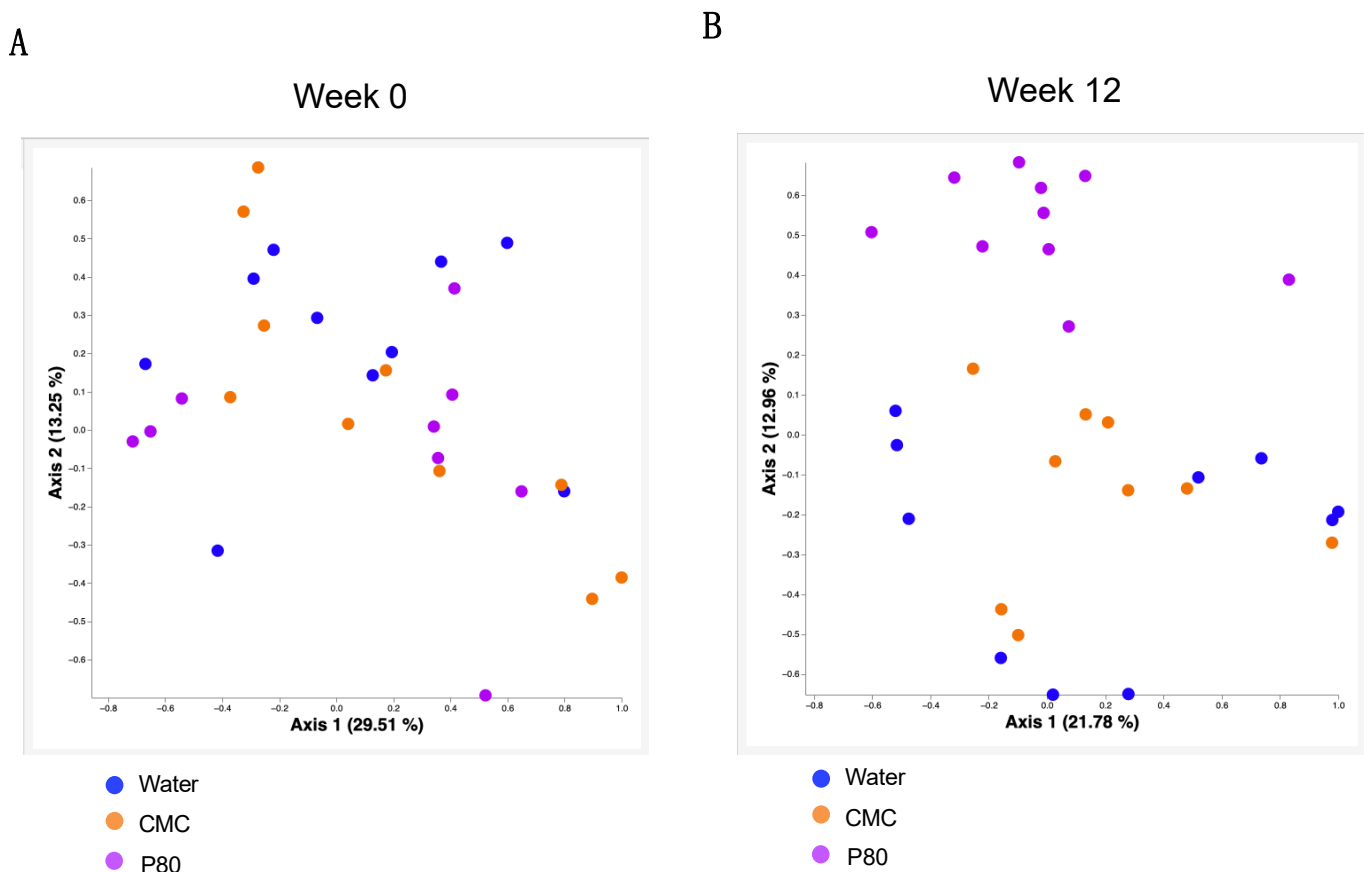 A
Week 0
0.6
0.5
0.4
0.3
0.2
0.1
0.0
−0.1
−0.2
−0.3
−0.4
−0.5
−0.6
Axis 2 (13.25 %)
−0.8 −0.6 −0.4 −0.2 0.0 0.2 0.4 0.6 0.8 1.0
Axis 1 (29.51 %)
Water
CMC
P80
B
Week 12
0.6
0.5
0.4
0.3
0.2
0.1
0.0
−0.1
−0.2
−0.3
−0.4
−0.5
−0.6
Axis 2 (12.96 %)
−0.8 −0.6 −0.4 −0.2 0.0 0.2 0.4 0.6 0.8 1.0
Axis 1 (21.78 %)
Water
CMC
P80